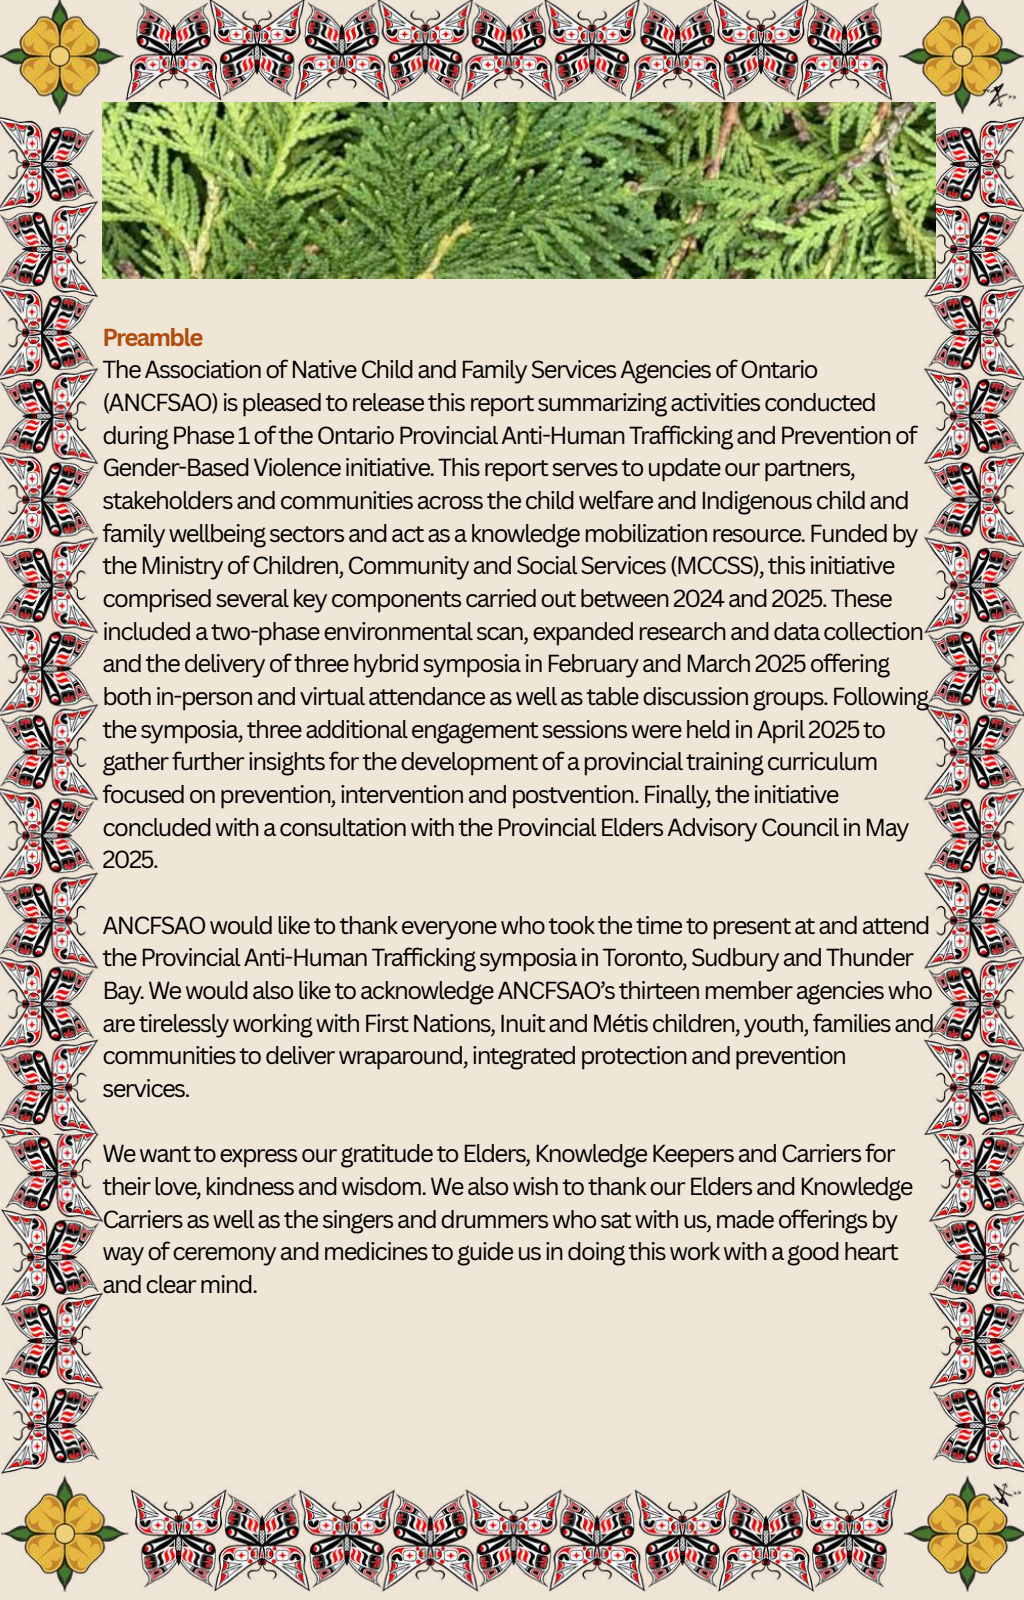 Preamble
The Association of Native Child and Family Services Agencies of Ontario
(ANCFSAO) is pleased to release this report summarizing activities conducted
during Phase 1 of the Ontario Provincial Anti-Human Trafficking and Prevention of
Gender-Based Violence initiative. This report serves to update our partners,
stakeholders and communities across the child welfare and Indigenous child and
family wellbeing sectors and act as a knowledge mobilization resource. Funded by
the Ministry of Children, Community and Social Services (MCCSS), this initiative
comprised several key components carried out between 2024 and 2025. These
included a two-phase environmental scan, expanded research and data collection
and the delivery of three hybrid symposia in February and March 2025 offering
both in-person and virtual attendance as well as table discussion groups. Following
the symposia, three additional engagement sessions were held in April 2025 to
gather further insights for the development of a provincial training curriculum
focused on prevention, intervention and postvention. Finally, the initiative
concluded with a consultation with the Provincial Elders Advisory Council in May
2025.
ANCFSAO would like to thank everyone who took the time to present at and attend
the Provincial Anti-Human Trafficking symposia in Toronto, Sudbury and Thunder
Bay. We would also like to acknowledge ANCFSAO’s thirteen member agencies who
are tirelessly working with First Nations, Inuit and Métis children, youth, families and
communities to deliver wraparound, integrated protection and prevention
services.
We want to express our gratitude to Elders, Knowledge Keepers and Carriers for
their love, kindness and wisdom. We also wish to thank our Elders and Knowledge
Carriers as well as the singers and drummers who sat with us, made offerings by
way of ceremony and medicines to guide us in doing this work with a good heart
and clear mind.